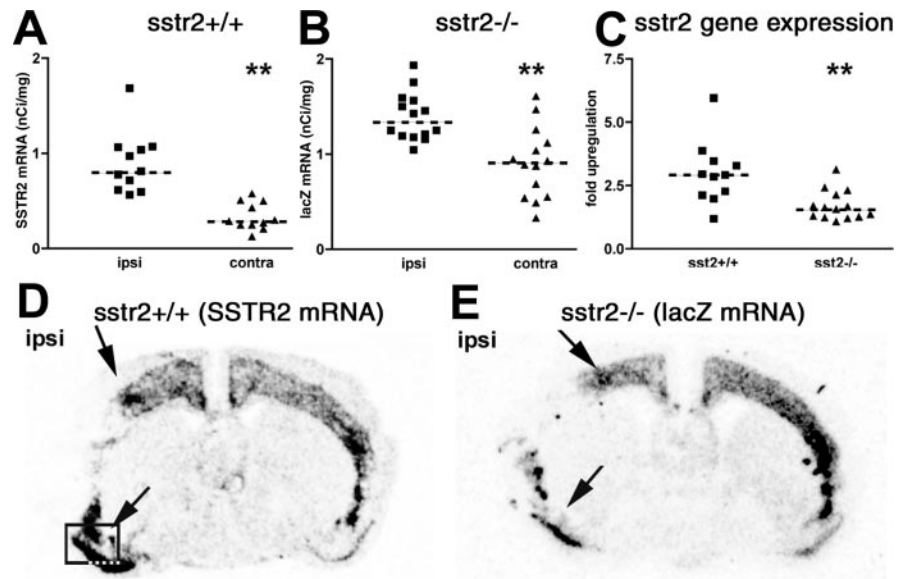 A sstr2+/+
SSTR2 mRNA (nCi/mg)
2
1
0
**
ipsi contra
B sstr2-/-
lacZ mRNA (nCi/mg)
2
1
0
**
ipsi contra
C sstr2 gene expression
fold upregulation
7.5
5.0
2.5
0
**
sst2+/+ sst2-/-
D sstr2+/+ (SSTR2 mRNA)
ipsi
E sstr2-/- (lacZ mRNA)
ipsi